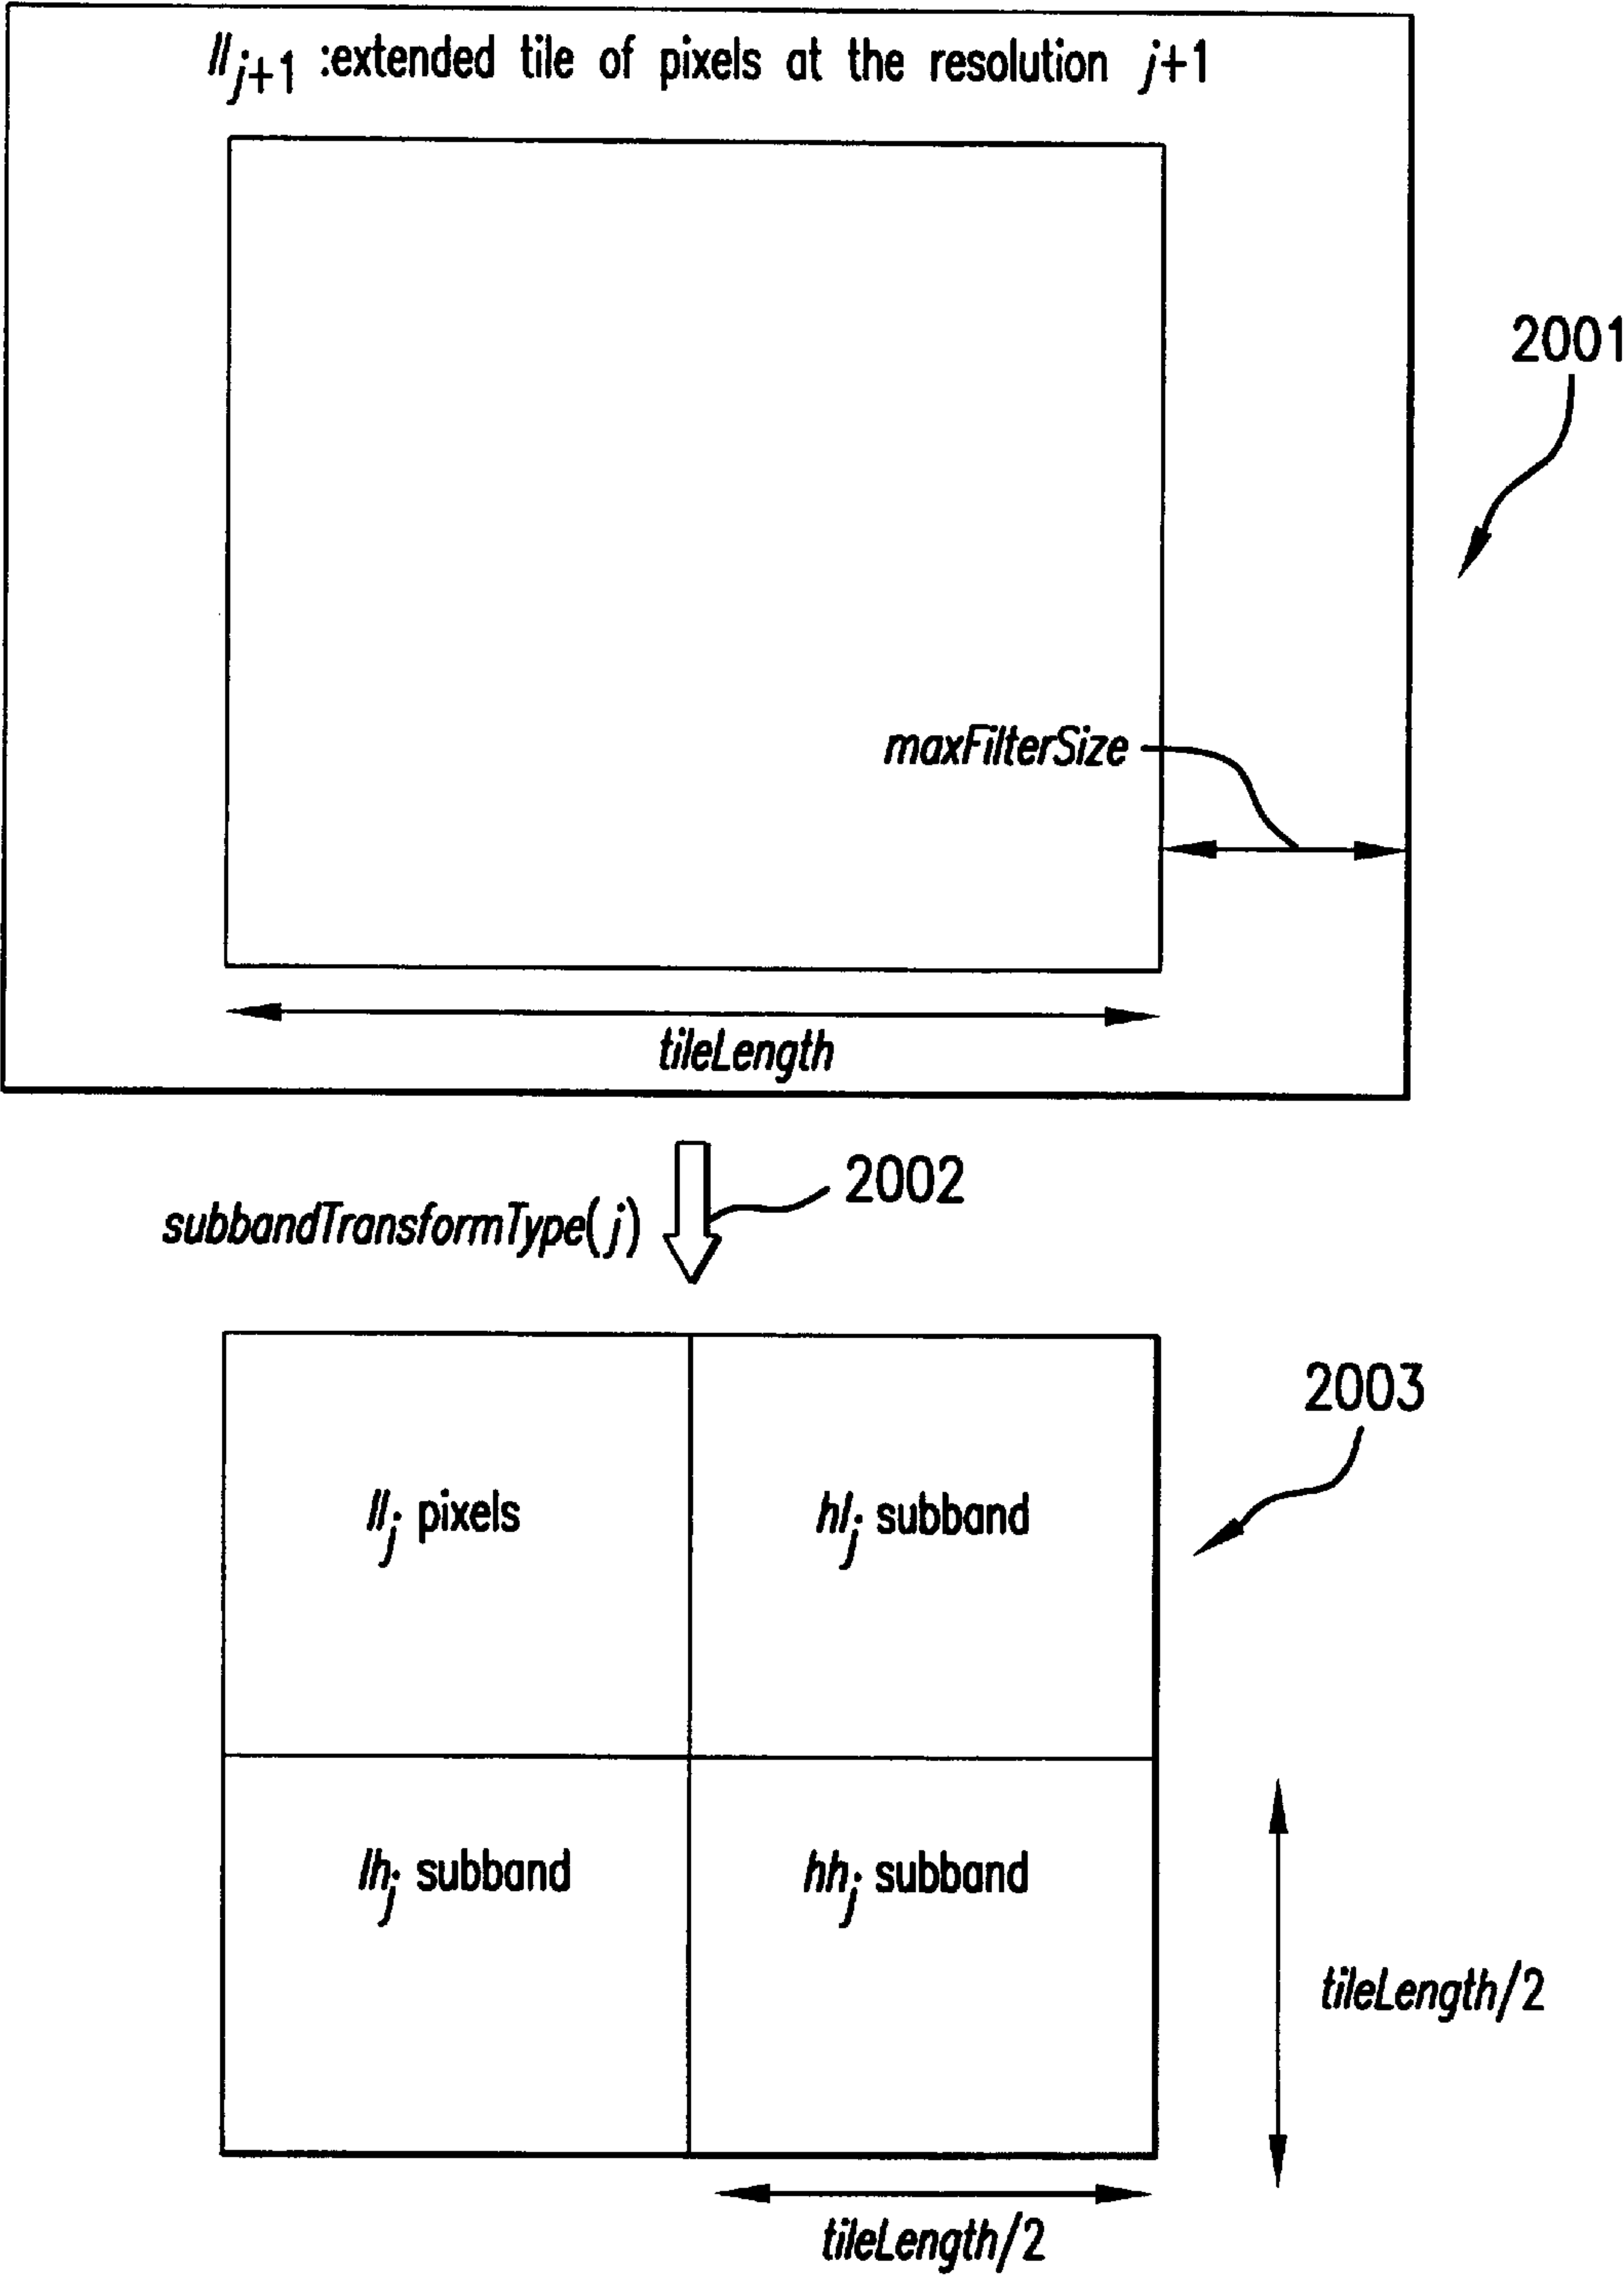 ll j+1 :extended tile of pixels at the resolution j+1
2001
maxFilterSize
tileLength
2002
subbandTransformType(j)
2003
ll j pixels
hl j subband
lh j subband
hh j subband
tileLength/2
tileLength/2